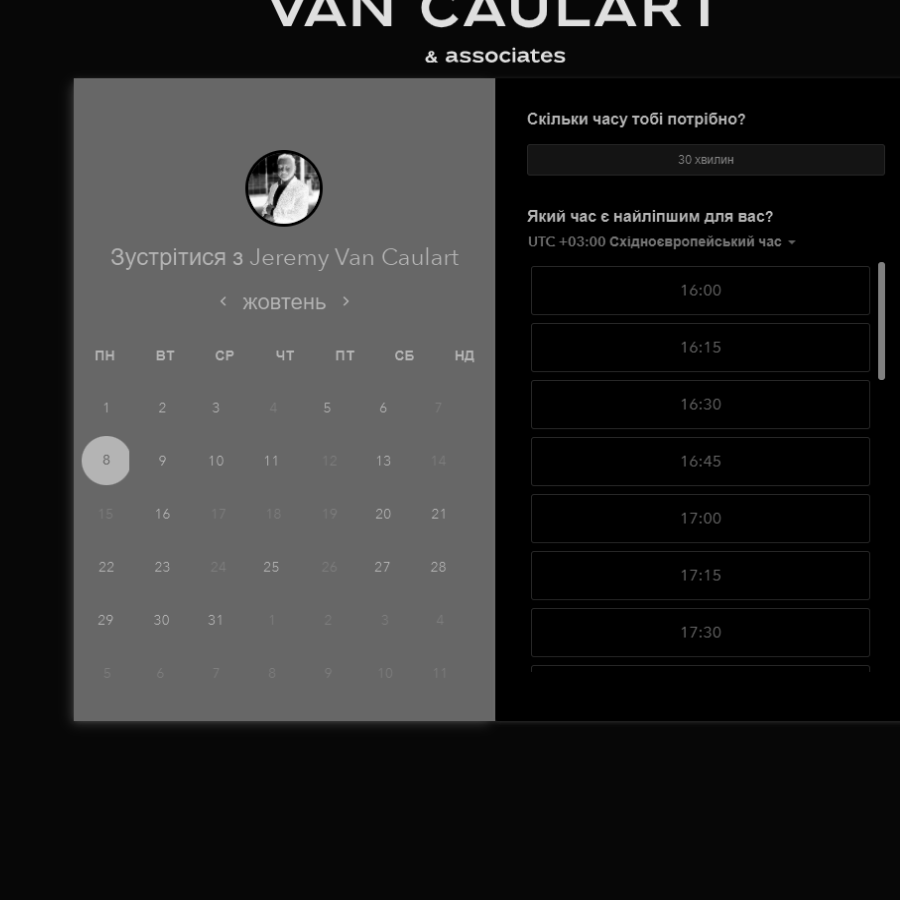 VAN CAULART
& associates
Зустрітися з Jeremy Van Caulart
жовтень
ПН ВТ СР ЧТ ПТ СБ НД
1 2 3 4 5 6 7
8 9 10 11 12 13 14
15 16 17 18 19 20 21
22 23 24 25 26 27 28
29 30 31 1 2 3 4
5 6 7 8 9 10 11
Скільки часу тобі потрібно?
30 хвилин
Який час є найліпшим для вас?
UTC +03:00 Східноєвропейський час
16:00
16:15
16:30
16:45
17:00
17:15
17:30